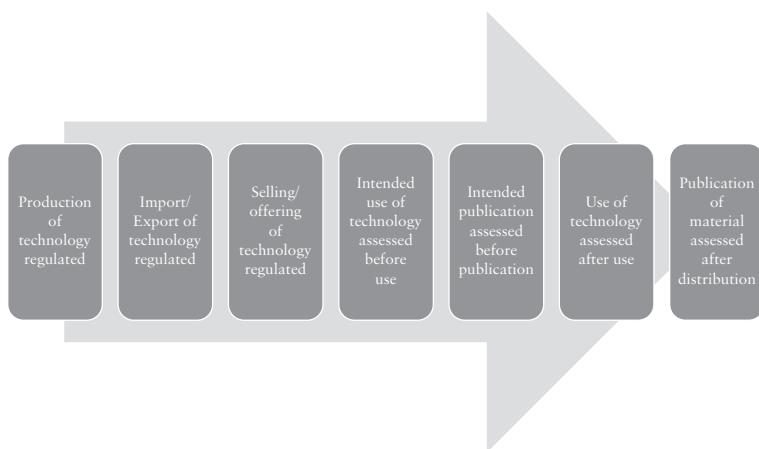 Production
of
technology
regulated
Import/
Export of
technology
regulated
Selling/
offering
of
technology
regulated
Intended
use of
technology
assessed
before
use
Intended
publication
assessed
before
publication
Use of
technology
assessed
after use
Publication
of
material
assessed
after
distribution